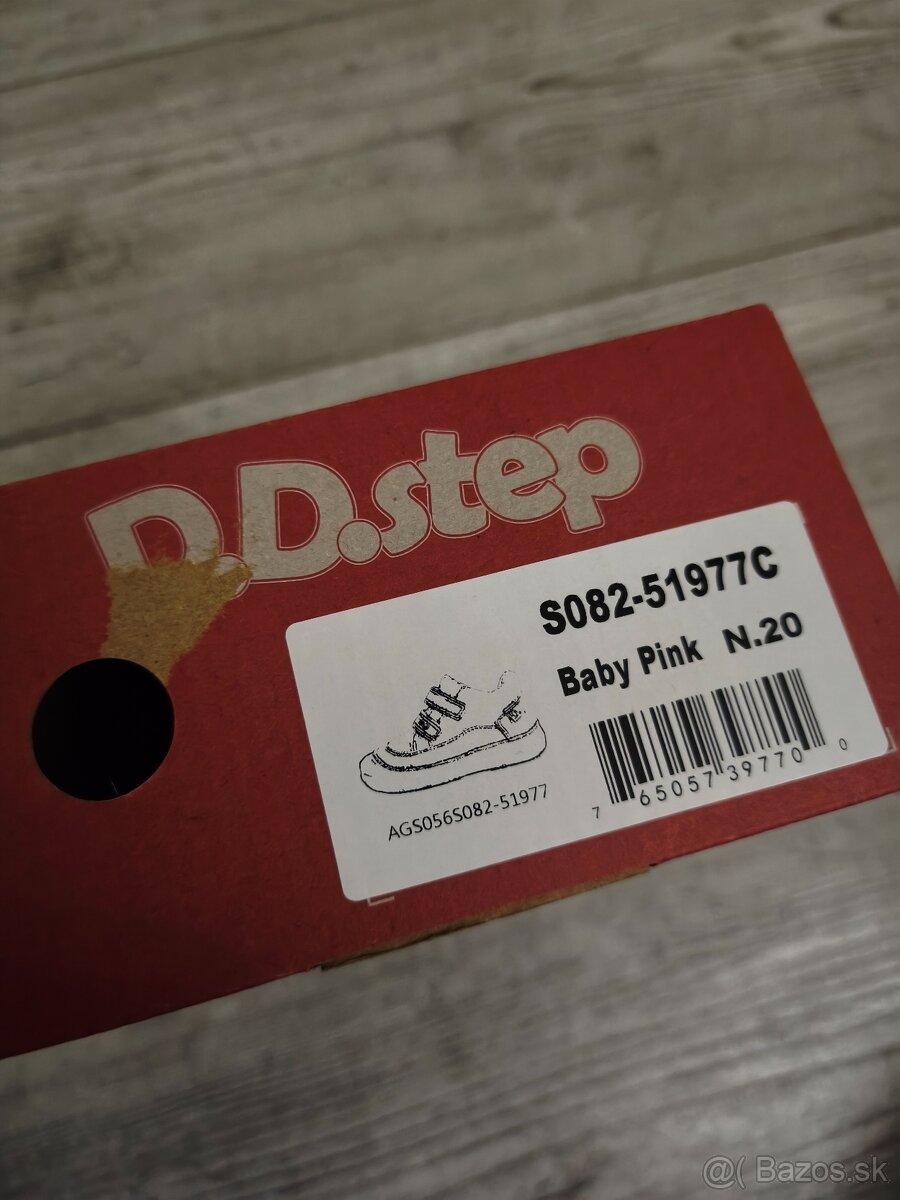 D.D.step
S082-51977C
Baby Pink N.20
AGS056S082-51977
7 65057 39770 0
@( Bazos.sk